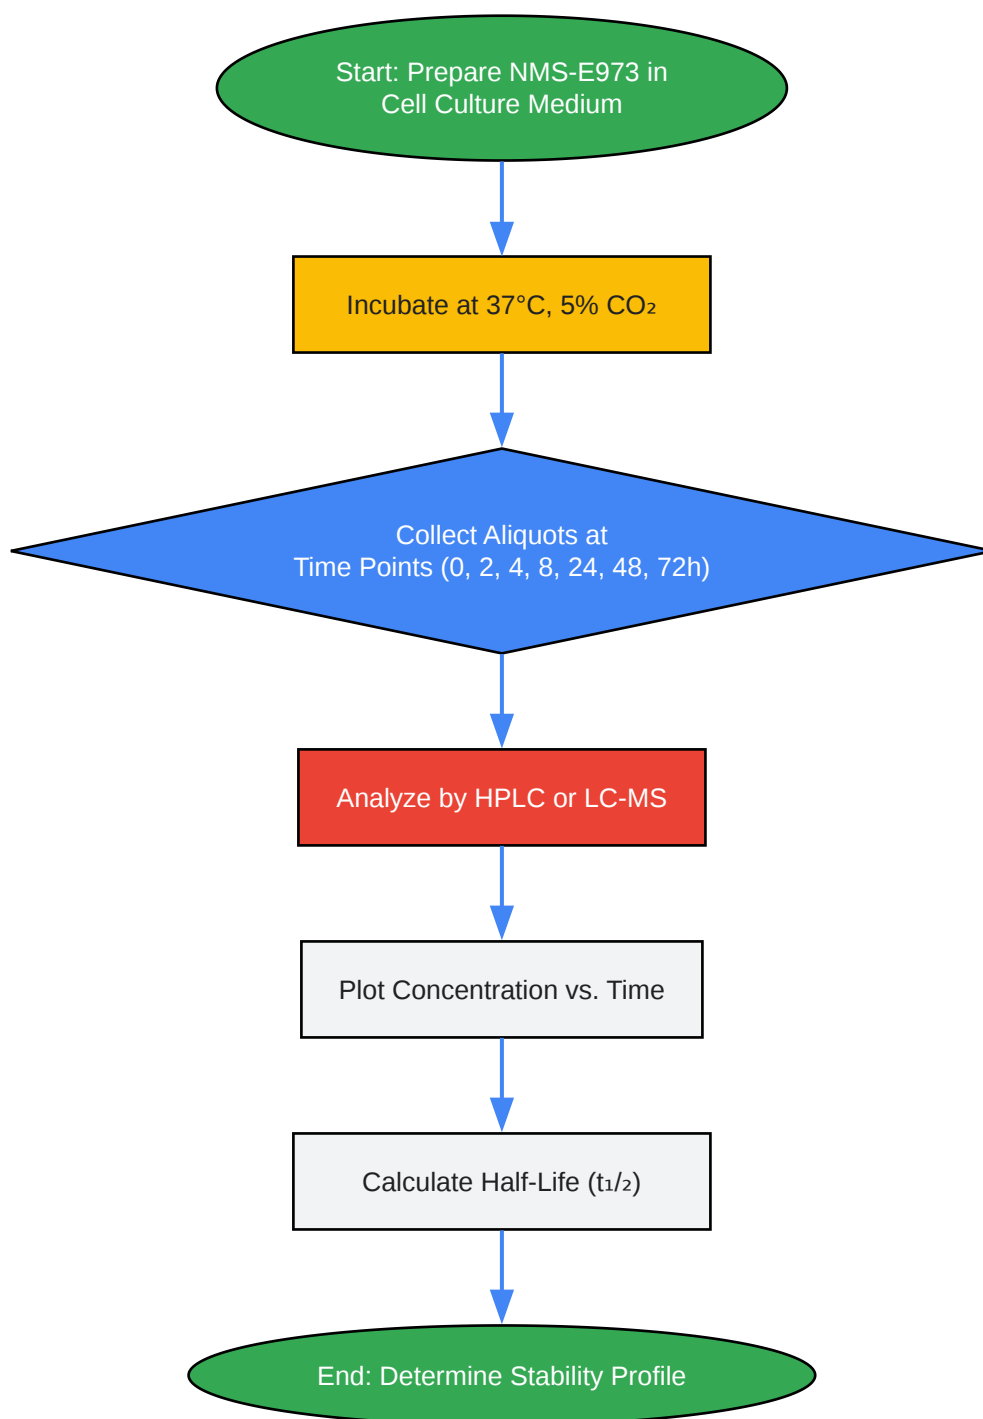 Start: Prepare NMS-E973 in
Cell Culture Medium
Incubate at 37°C, 5% CO₂
Collect Aliquots at
Time Points (0, 2, 4, 8, 24, 48, 72h)
Analyze by HPLC or LC-MS
Plot Concentration vs. Time
Calculate Half-Life (t₁/₂)
End: Determine Stability Profile